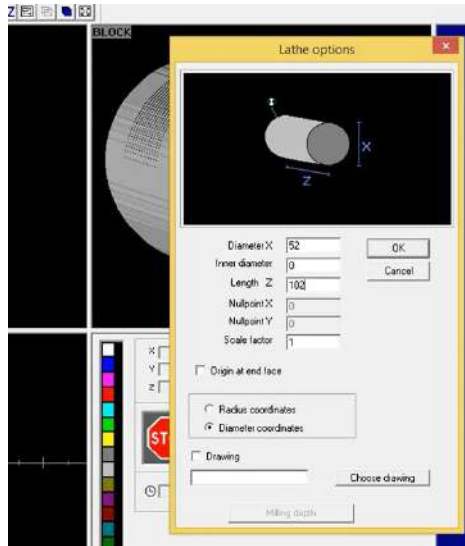 Z
BLOCK
Lathe options
X
Z
Diameter X 52
Inner diameter 0
Length Z 102
Nullpoint X 0
Nullpoint Y 0
Scale factor 1
OK
Cancel
Origin at end face
Radius coordinates
Diameter coordinates
Drawing
Choose drawing
Milling depth
X
Y
Z
STO